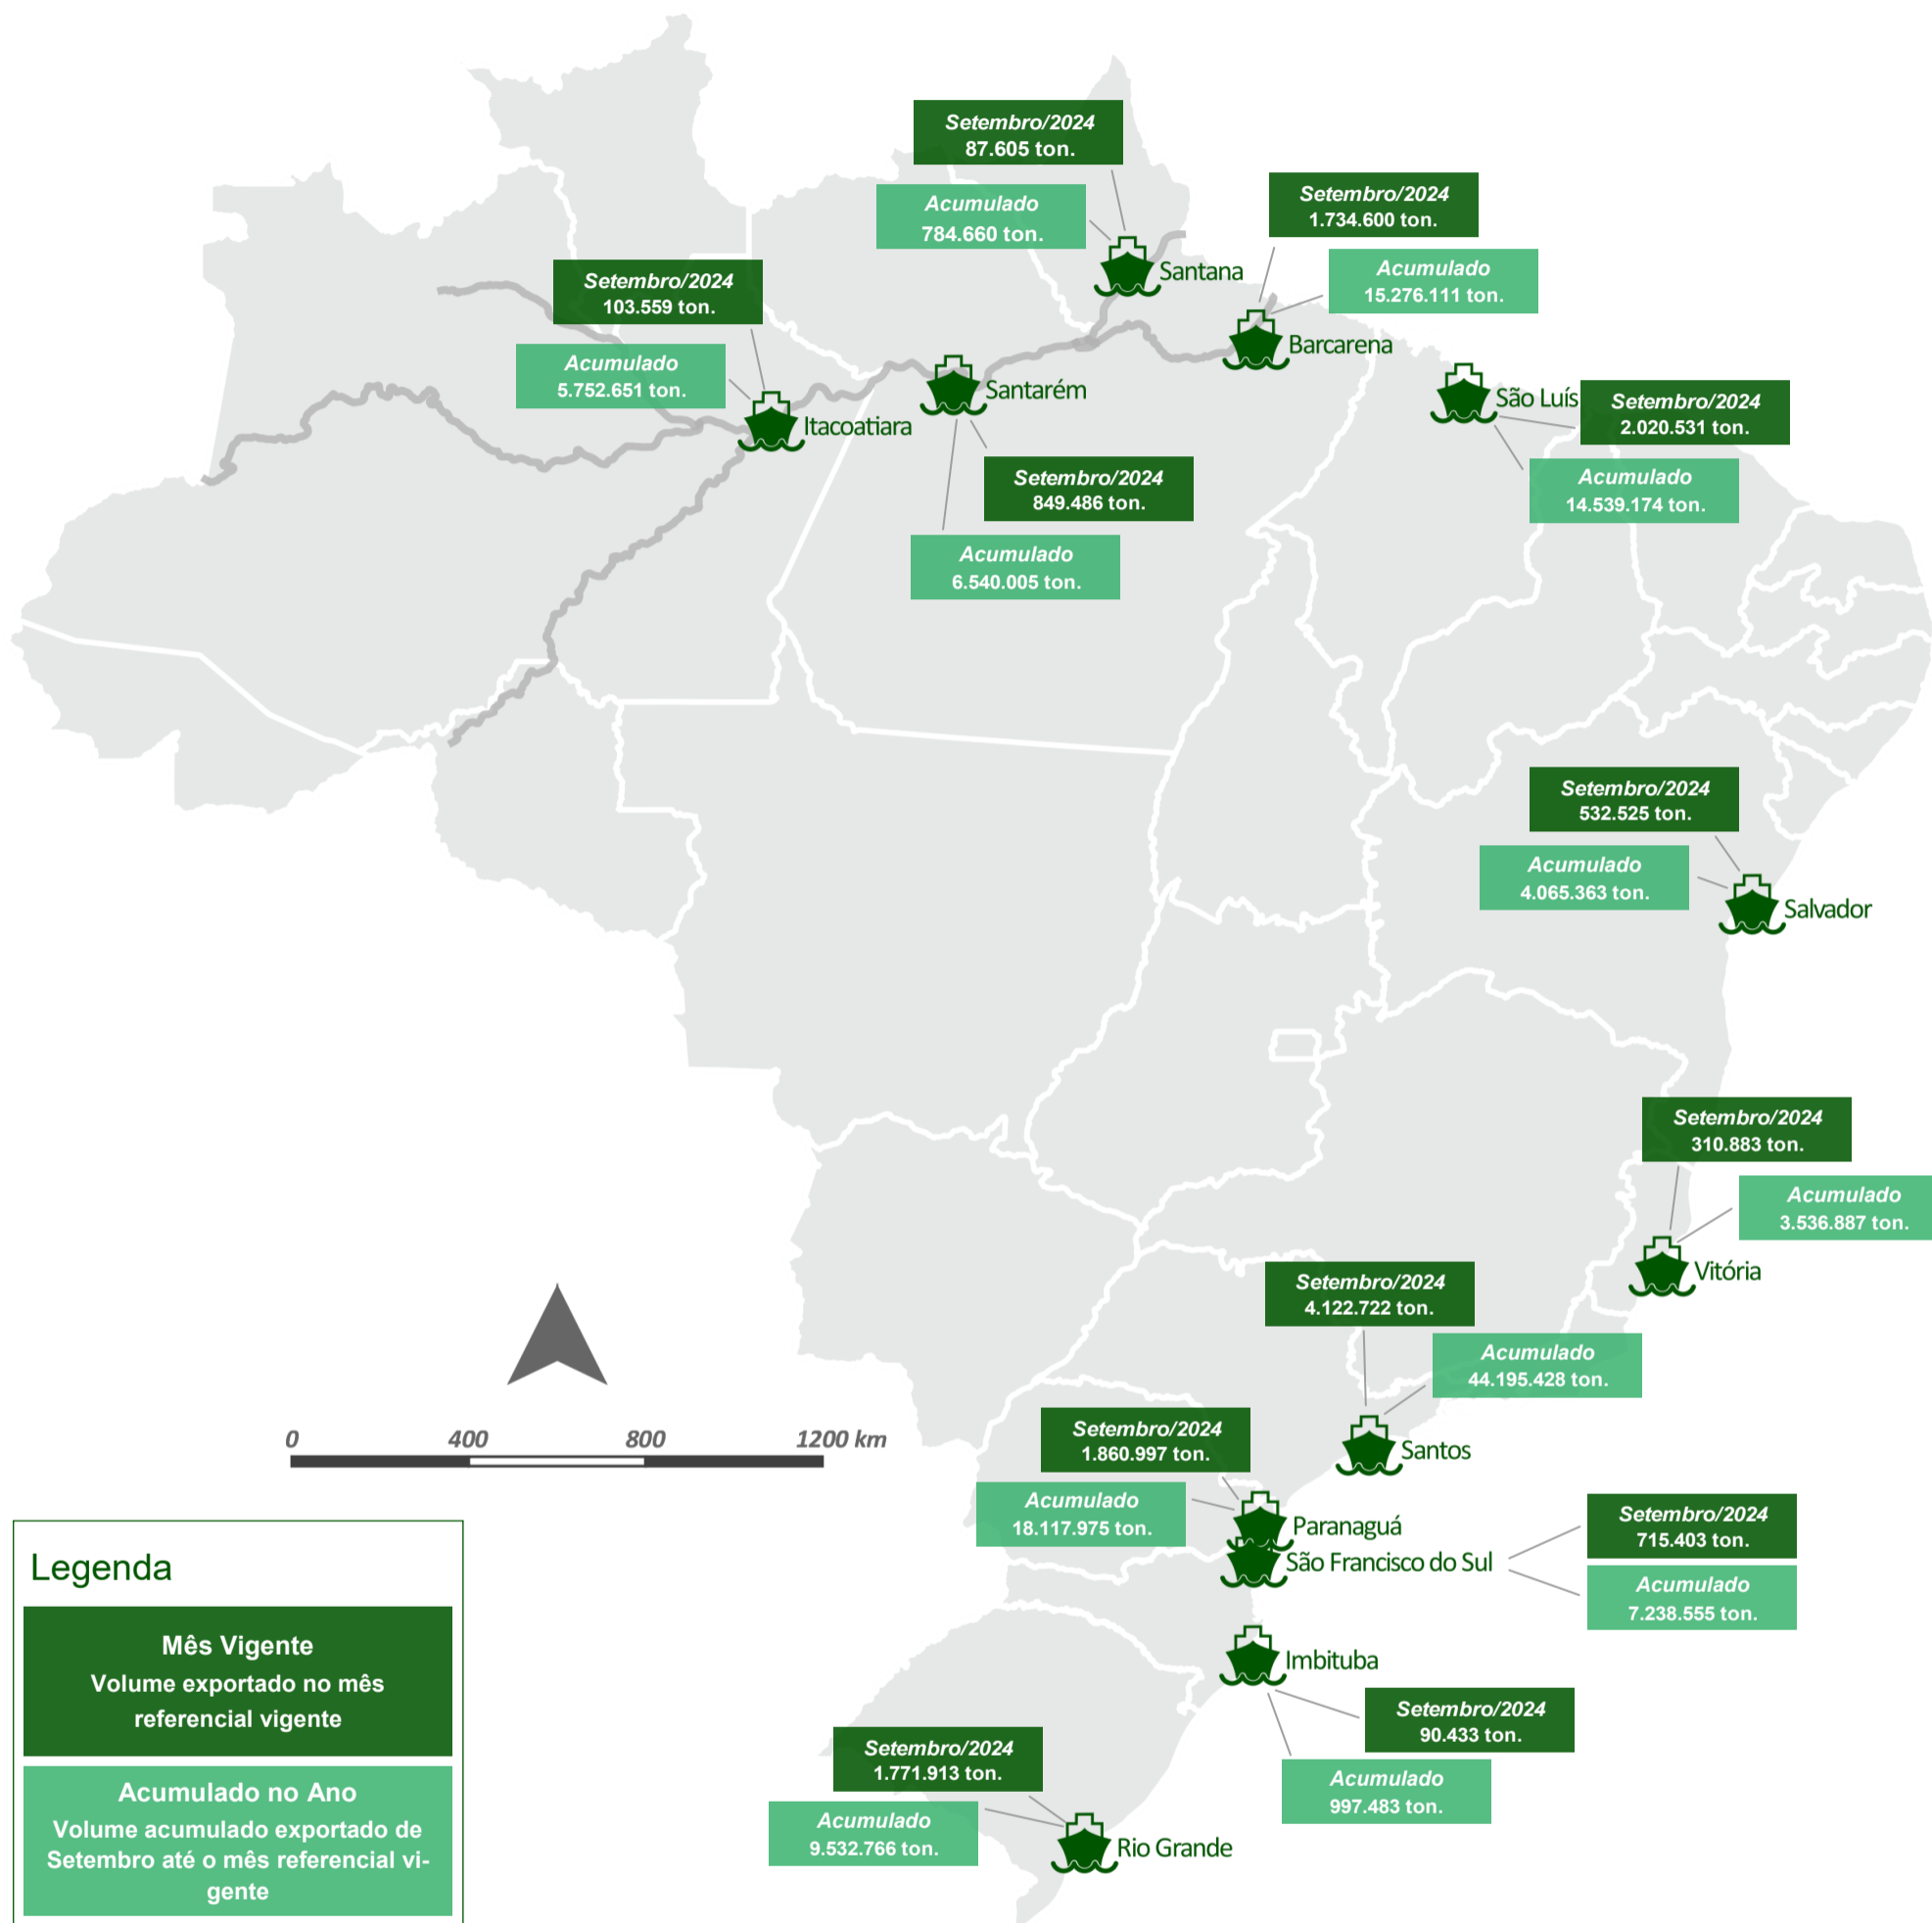 Setembro/2024
87.605 ton.
Acumulado
784.660 ton.
Santana
Setembro/2024
1.734.600 ton.
Acumulado
15.276.111 ton.
Barcarena
Setembro/2024
103.559 ton.
Acumulado
5.752.651 ton.
Itacoatiara
Santarém
Setembro/2024
849.486 ton.
Acumulado
6.540.005 ton.
São Luís
Setembro/2024
2.020.531 ton.
Acumulado
14.539.174 ton.
Setembro/2024
532.525 ton.
Acumulado
4.065.363 ton.
Salvador
Setembro/2024
310.883 ton.
Acumulado
3.536.887 ton.
Vitória
Setembro/2024
4.122.722 ton.
Acumulado
44.195.428 ton.
Santos
Setembro/2024
1.860.997 ton.
Acumulado
18.117.975 ton.
Paranaguá
São Francisco do Sul
Setembro/2024
715.403 ton.
Acumulado
7.238.555 ton.
Imbituba
Setembro/2024
90.433 ton.
Acumulado
997.483 ton.
Setembro/2024
1.771.913 ton.
Acumulado
9.532.766 ton.
Rio Grande
0 400 800 1200 km
Legenda
Mês Vigente
Volume exportado no mês
referencial vigente
Acumulado no Ano
Volume acumulado exportado de
Setembro até o mês referencial vi-
gente